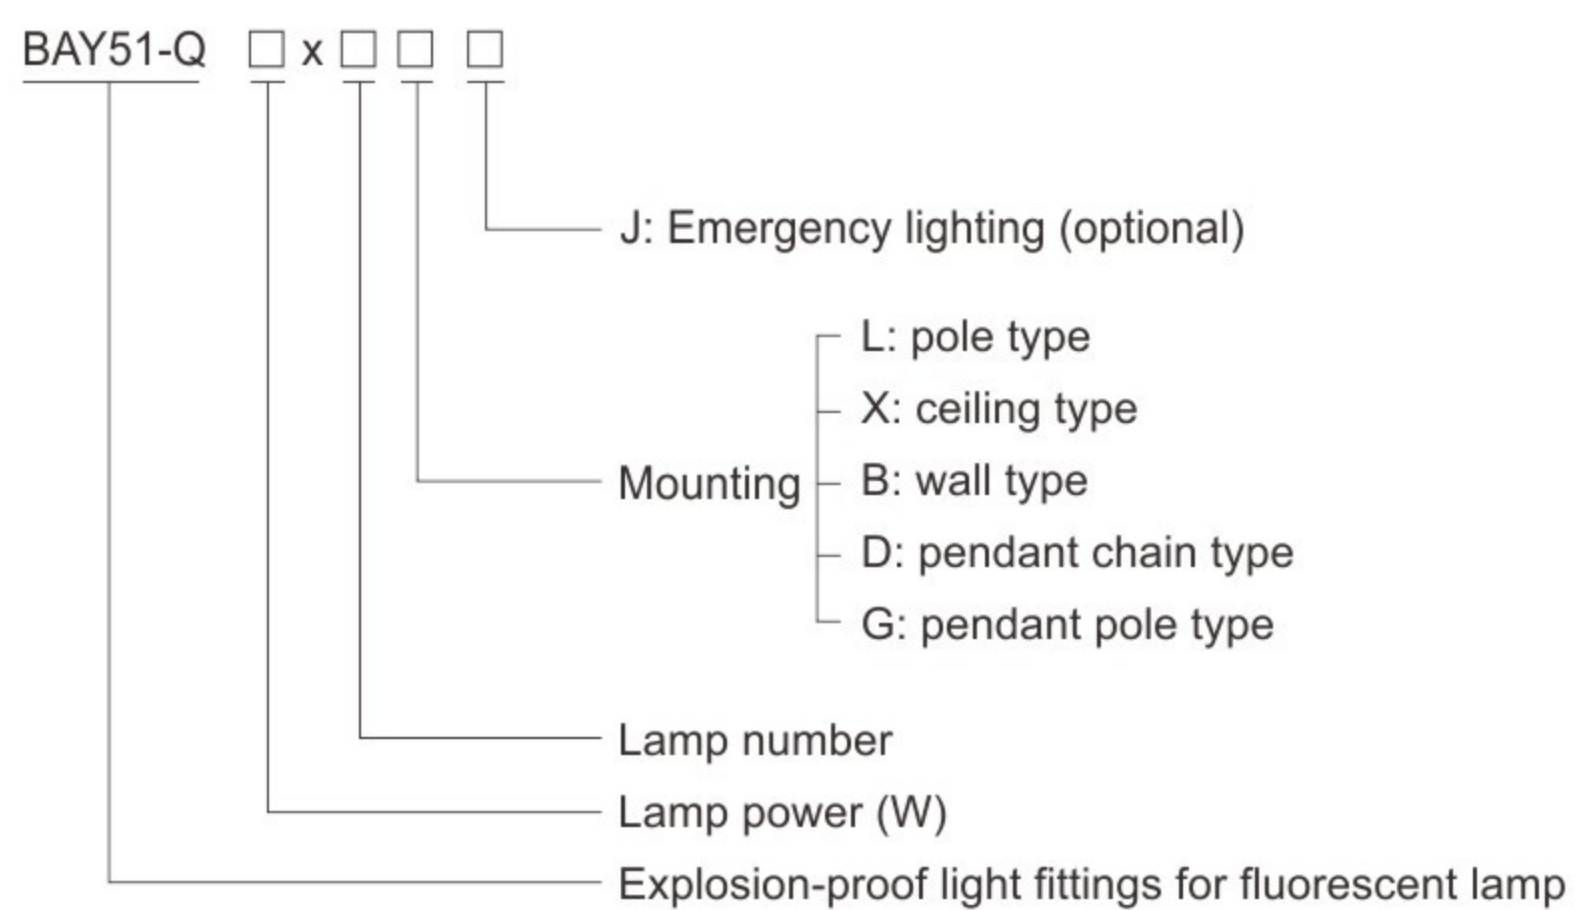 BAY51-Q □ x □ □ □
J: Emergency lighting (optional)
L: pole type
X: ceiling type
Mounting B: wall type
D: pendant chain type
G: pendant pole type
Lamp number
Lamp power (W)
Explosion-proof light fittings for fluorescent lamp